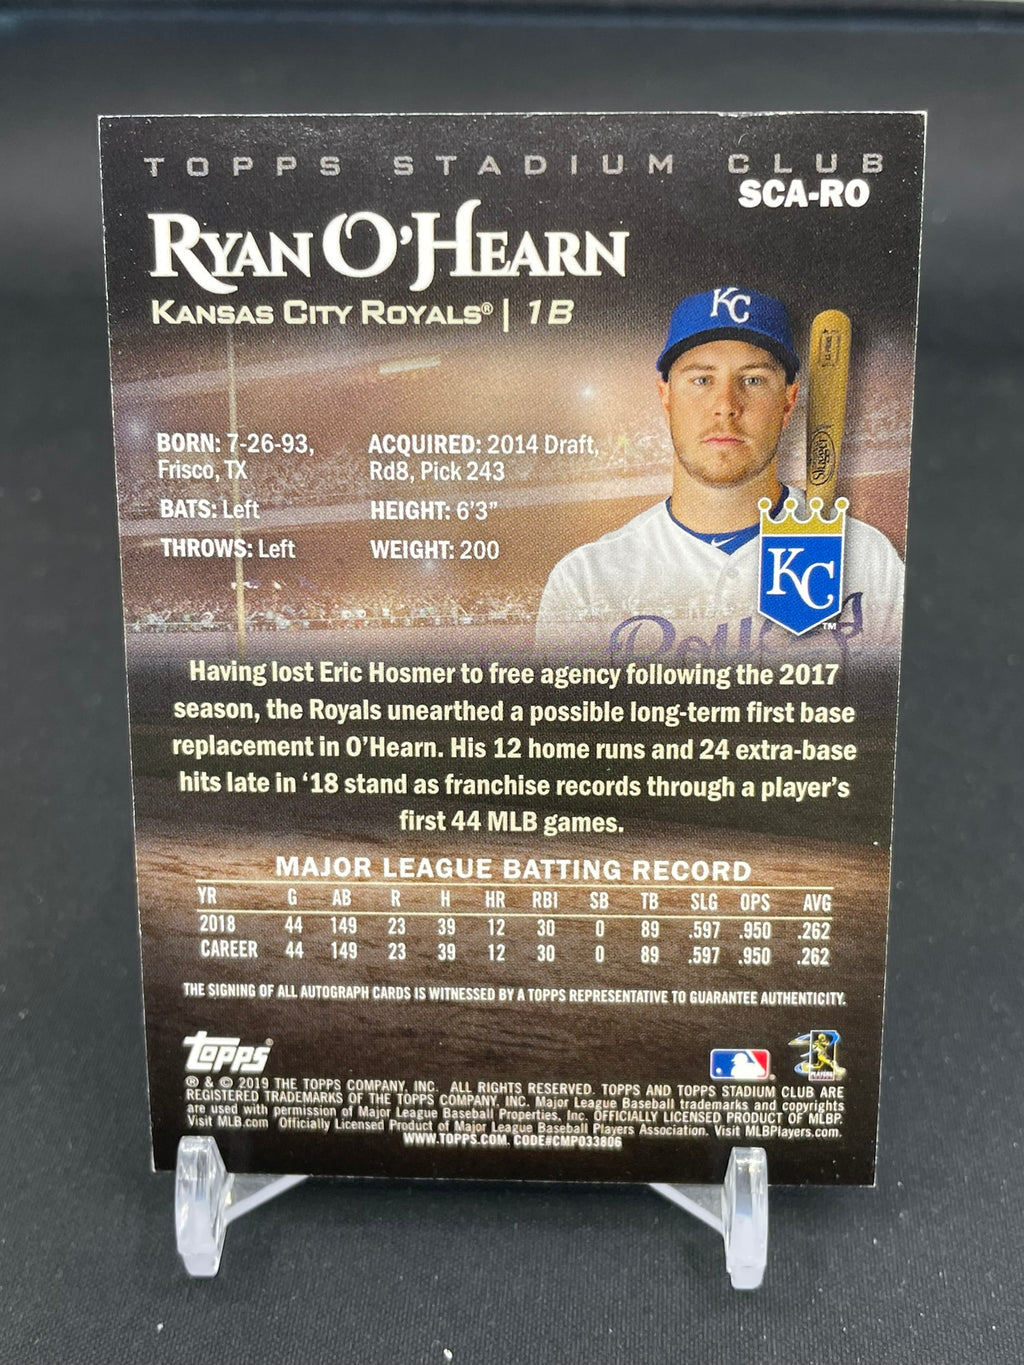 TOPPS STADIUM CLUB
SCA-RO
RYAN O'HEARN
KANSAS CITY ROYALS® | 1B
KC
BORN: 7-26-93,
Frisco, TX
ACQUIRED: 2014 Draft,
Rd8, Pick 243
BATS: Left
HEIGHT: 6'3"
THROWS: Left
WEIGHT: 200
Slugger
KC
TM
Royals
Having lost Eric Hosmer to free agency following the 2017
season, the Royals unearthed a possible long-term first base
replacement in O'Hearn. His 12 home runs and 24 extra-base
hits late in '18 stand as franchise records through a player's
first 44 MLB games.
MAJOR LEAGUE BATTING RECORD
YR G AB R H HR RBI SB TB SLG OPS AVG
2018 44 149 23 39 12 30 0 89 .597 .950 .262
CAREER 44 149 23 39 12 30 0 89 .597 .950 .262
THE SIGNING OF ALL AUTOGRAPH CARDS IS WITNESSED BY A TOPPS REPRESENTATIVE TO GUARANTEE AUTHENTICITY.
Topps®
® & © 2019 THE TOPPS COMPANY, INC. ALL RIGHTS RESERVED. TOPPS AND TOPPS STADIUM CLUB ARE
REGISTERED TRADEMARKS OF THE TOPPS COMPANY, INC. Major League Baseball trademarks and copyrights
are used with permission of Major League Baseball Properties, Inc. OFFICIALLY LICENSED PRODUCT OF MLBP.
Visit MLB.com Officially Licensed Product of Major League Baseball Players Association. Visit MLBPlayers.com.
WWW.TOPPS.COM. CODE#CMP033806